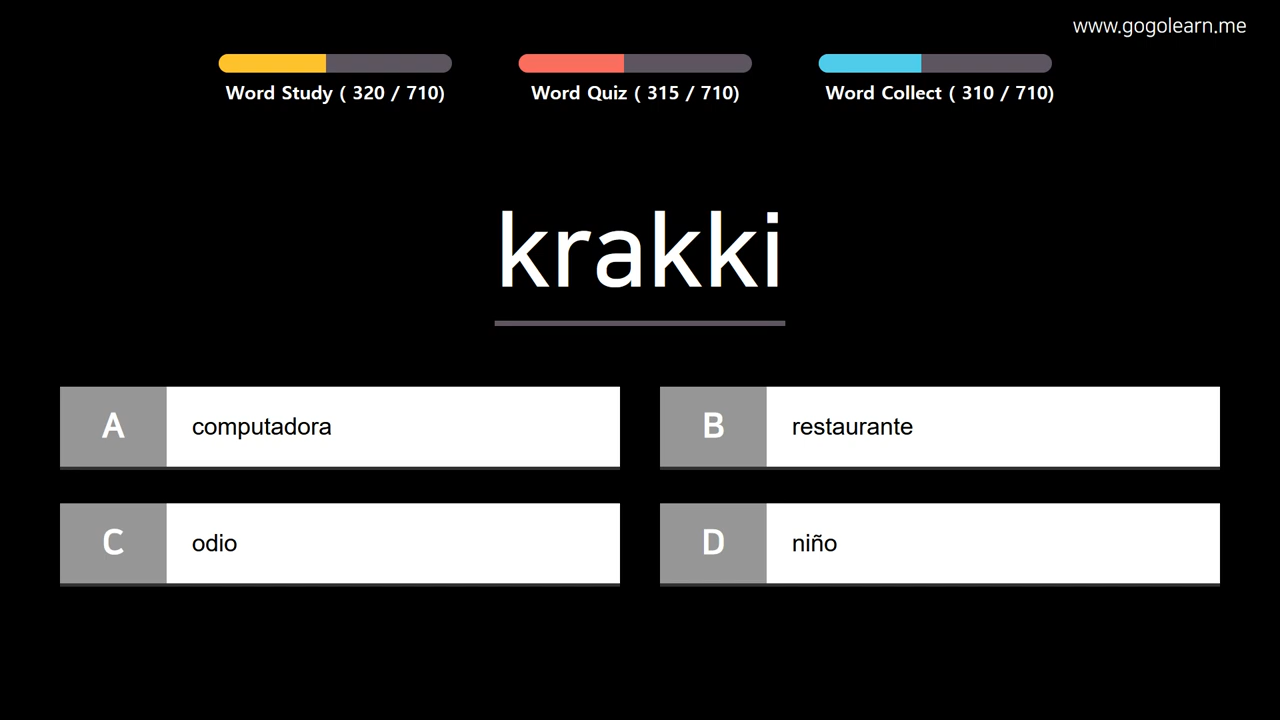 www.gogolearn.me
Word Study ( 320 / 710)
Word Quiz ( 315 / 710)
Word Collect ( 310 / 710)
krakki
A computadora
B restaurante
C odio
D niño